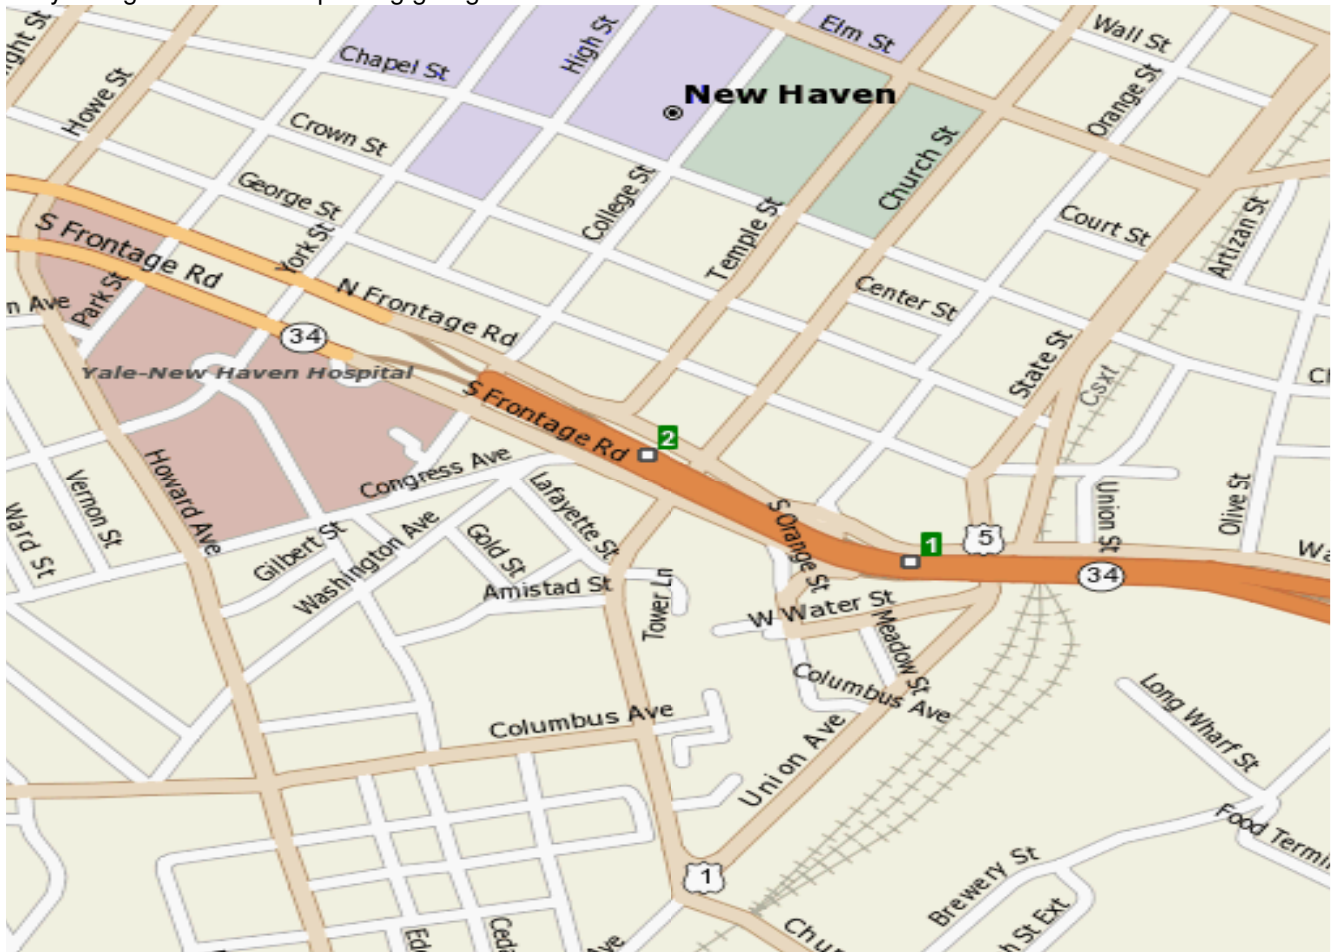 Elm St
Wall St
High St
Chapel St
New Haven
Howe St
Orange St
Crown St
Church St
George St
College St
Temple St
Court St
Artizan St
S Frontage Rd
York St
Park St
N Frontage Rd
Center St
Ave
34
Yale-New Haven Hospital
State St
Csxt
S Frontage Rd
2
Congress Ave
Howard Ave
Vernon St
Ward St
Lafayette St
Gold St
Gilbert St
Washington Ave
S Orange St
1
5
Union St
Olive St
34
Amistad St
Tower Ln
W Water St
Meadow St
Columbus Ave
Columbus Ave
Long Wharf St
Union Ave
Food Termi
1
Brewery St
St Ext
Ave